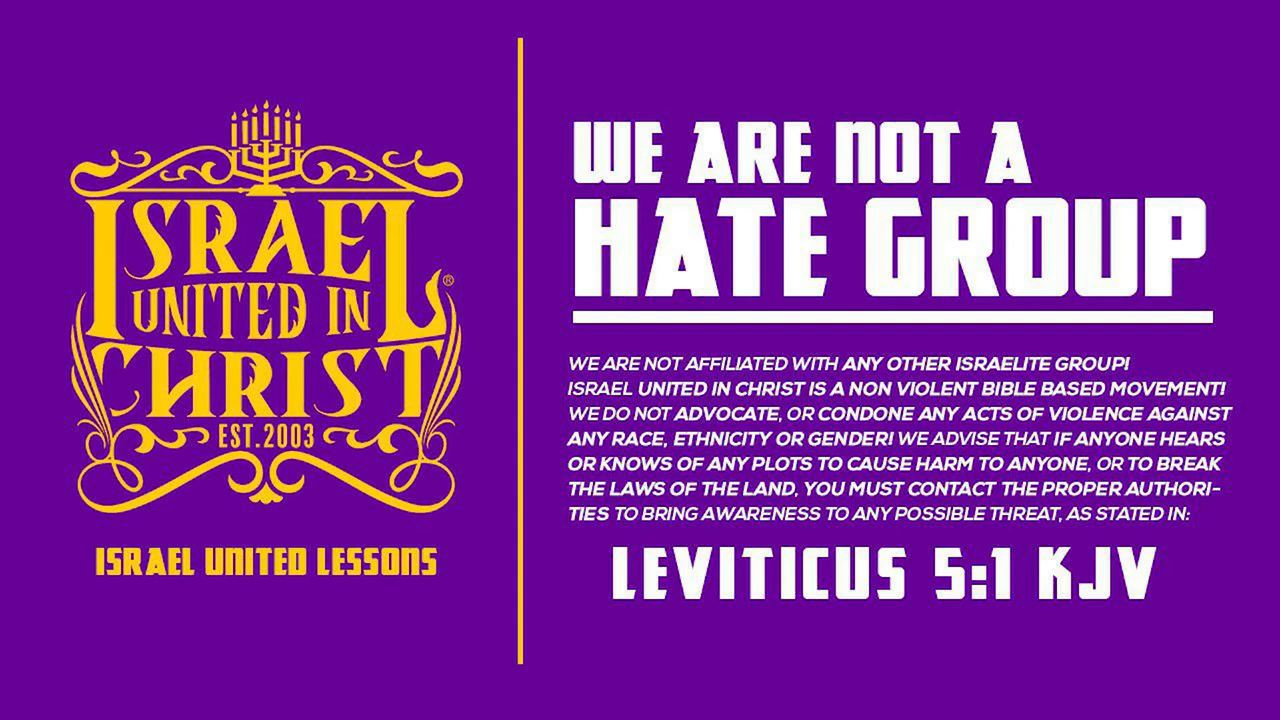 ISRAEL
UNITED IN
CHRIST
®
EST.2003
ISRAEL UNITED LESSONS
WE ARE NOT A
HATE GROUP
WE ARE NOT AFFILIATED WITH ANY OTHER ISRAELITE GROUP!
ISRAEL UNITED IN CHRIST IS A NON VIOLENT BIBLE BASED MOVEMENT!
WE DO NOT ADVOCATE, OR CONDONE ANY ACTS OF VIOLENCE AGAINST
ANY RACE, ETHNICITY OR GENDER! WE ADVISE THAT IF ANYONE HEARS
OR KNOWS OF ANY PLOTS TO CAUSE HARM TO ANYONE, OR TO BREAK
THE LAWS OF THE LAND, YOU MUST CONTACT THE PROPER AUTHORI-
TIES TO BRING AWARENESS TO ANY POSSIBLE THREAT, AS STATED IN:
LEVITICUS 5:1 KJV